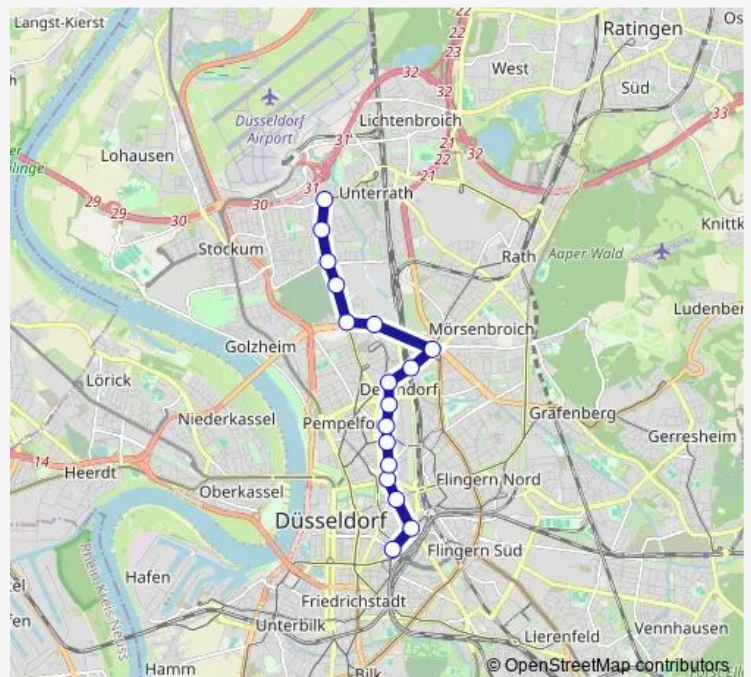 Langst-Kierst
22
23
Ratingen
Os
22
West
32
32
Süd
Düsseldorf
Airport
31
Lichtenbroich
33
Lohausen
21
22
32
21
31
Unterrath
29
29
30
30
Stockum
Rath
Aaper Wald
Knittk
Ludenber
Mörsenbroich
Golzheim
Lörick
Niederkassel
Pempelfo
Grafenberg
Gerresheim
14
Heerdt
Oberkassel
Flingern Nord
Düsseldorf
Flingern Süd
Rhein-Kreis Neuss
Hafen
Friedrichstadt
Unterbilk
Lierenfeld
Vennhausen
Hamm
Bilk
© OpenStreetMap contributors